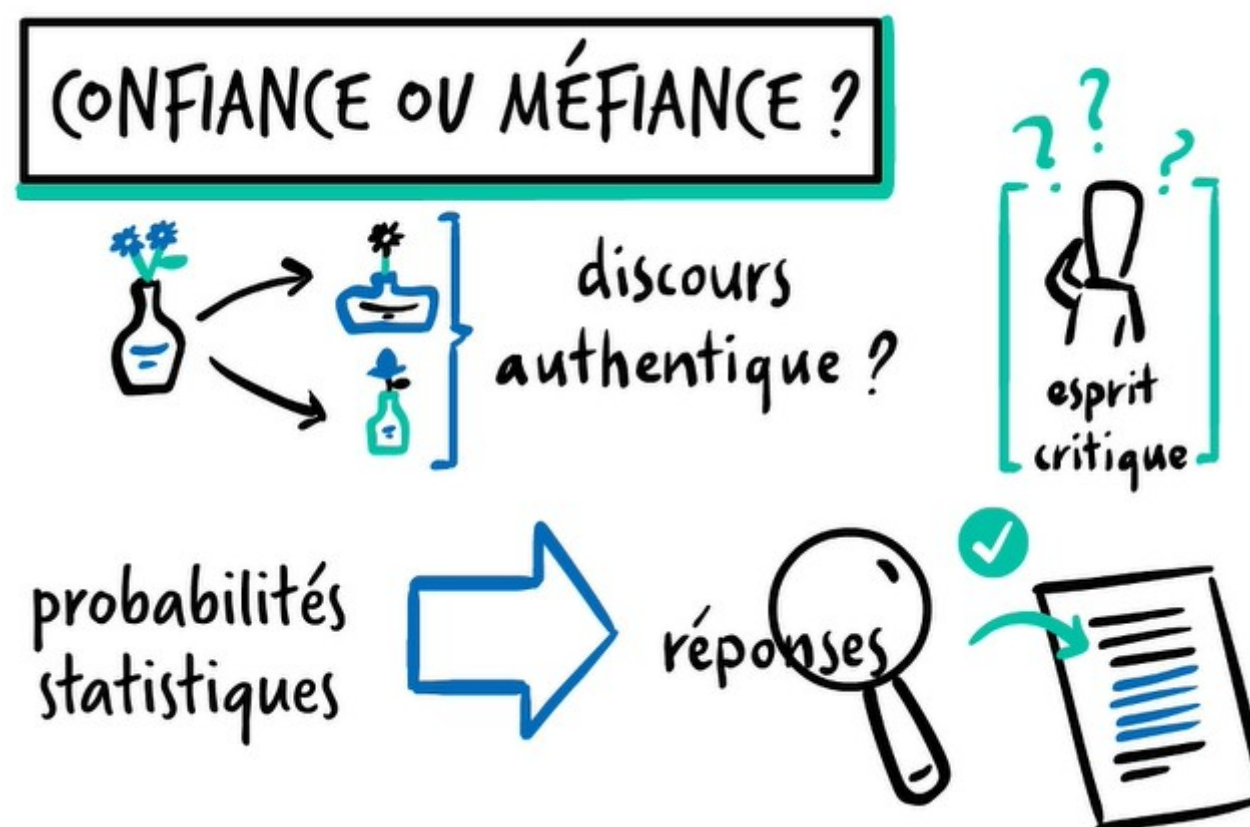 CONFIANCE OU MÉFIANCE ?
discours
authentique ?
esprit
critique
probabilités
statistiques
réponses